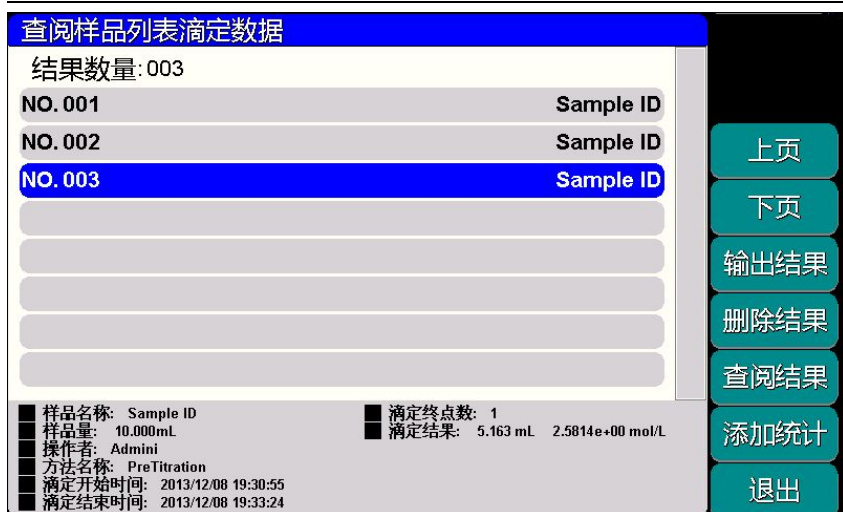 查阅样品列表滴定数据
结果数量:003
NO. 001 Sample ID
NO. 002 Sample ID
NO. 003 Sample ID
样品名称: Sample ID
样品量: 10.000mL
操作者: Admini
方法名称: PreTitration
滴定开始时间: 2013/12/08 19:30:55
滴定结束时间: 2013/12/08 19:33:24
滴定终点数: 1
滴定结果: 5.163 mL 2.5814e+00 mol/L
上页
下页
输出结果
删除结果
查阅结果
添加统计
退出